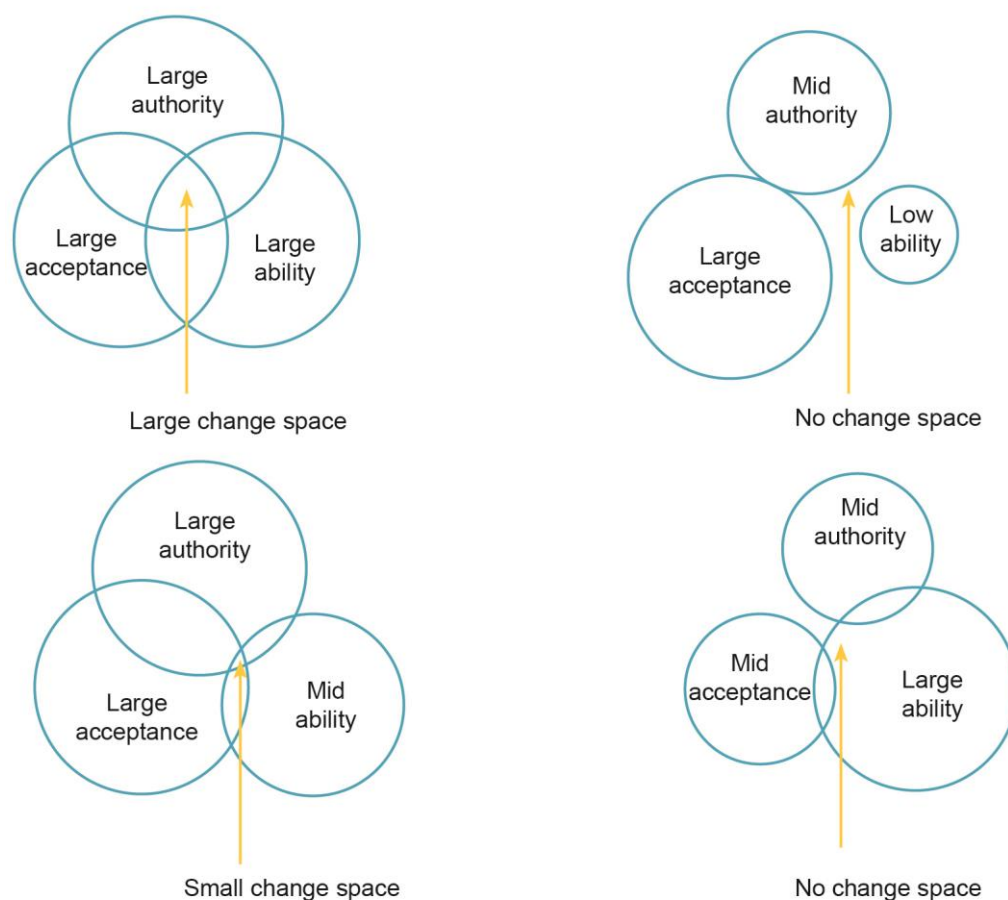 Large
authority
Large
acceptance
Large
ability
Large change space
Mid
authority
Large
acceptance
Low
ability
No change space
Large
authority
Large
acceptance
Mid
ability
Small change space
Mid
authority
Mid
acceptance
Large
ability
No change space